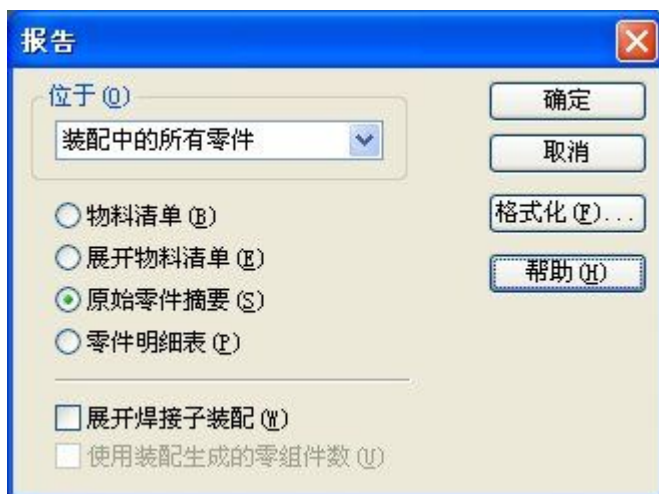 报告
位于(O)
装配中的所有零件
确定
取消
格式化(F)...
帮助(H)
物料清单(B)
展开物料清单(E)
原始零件摘要(S)
零件明细表(P)
展开焊接子装配(W)
使用装配生成的零组件数(U)